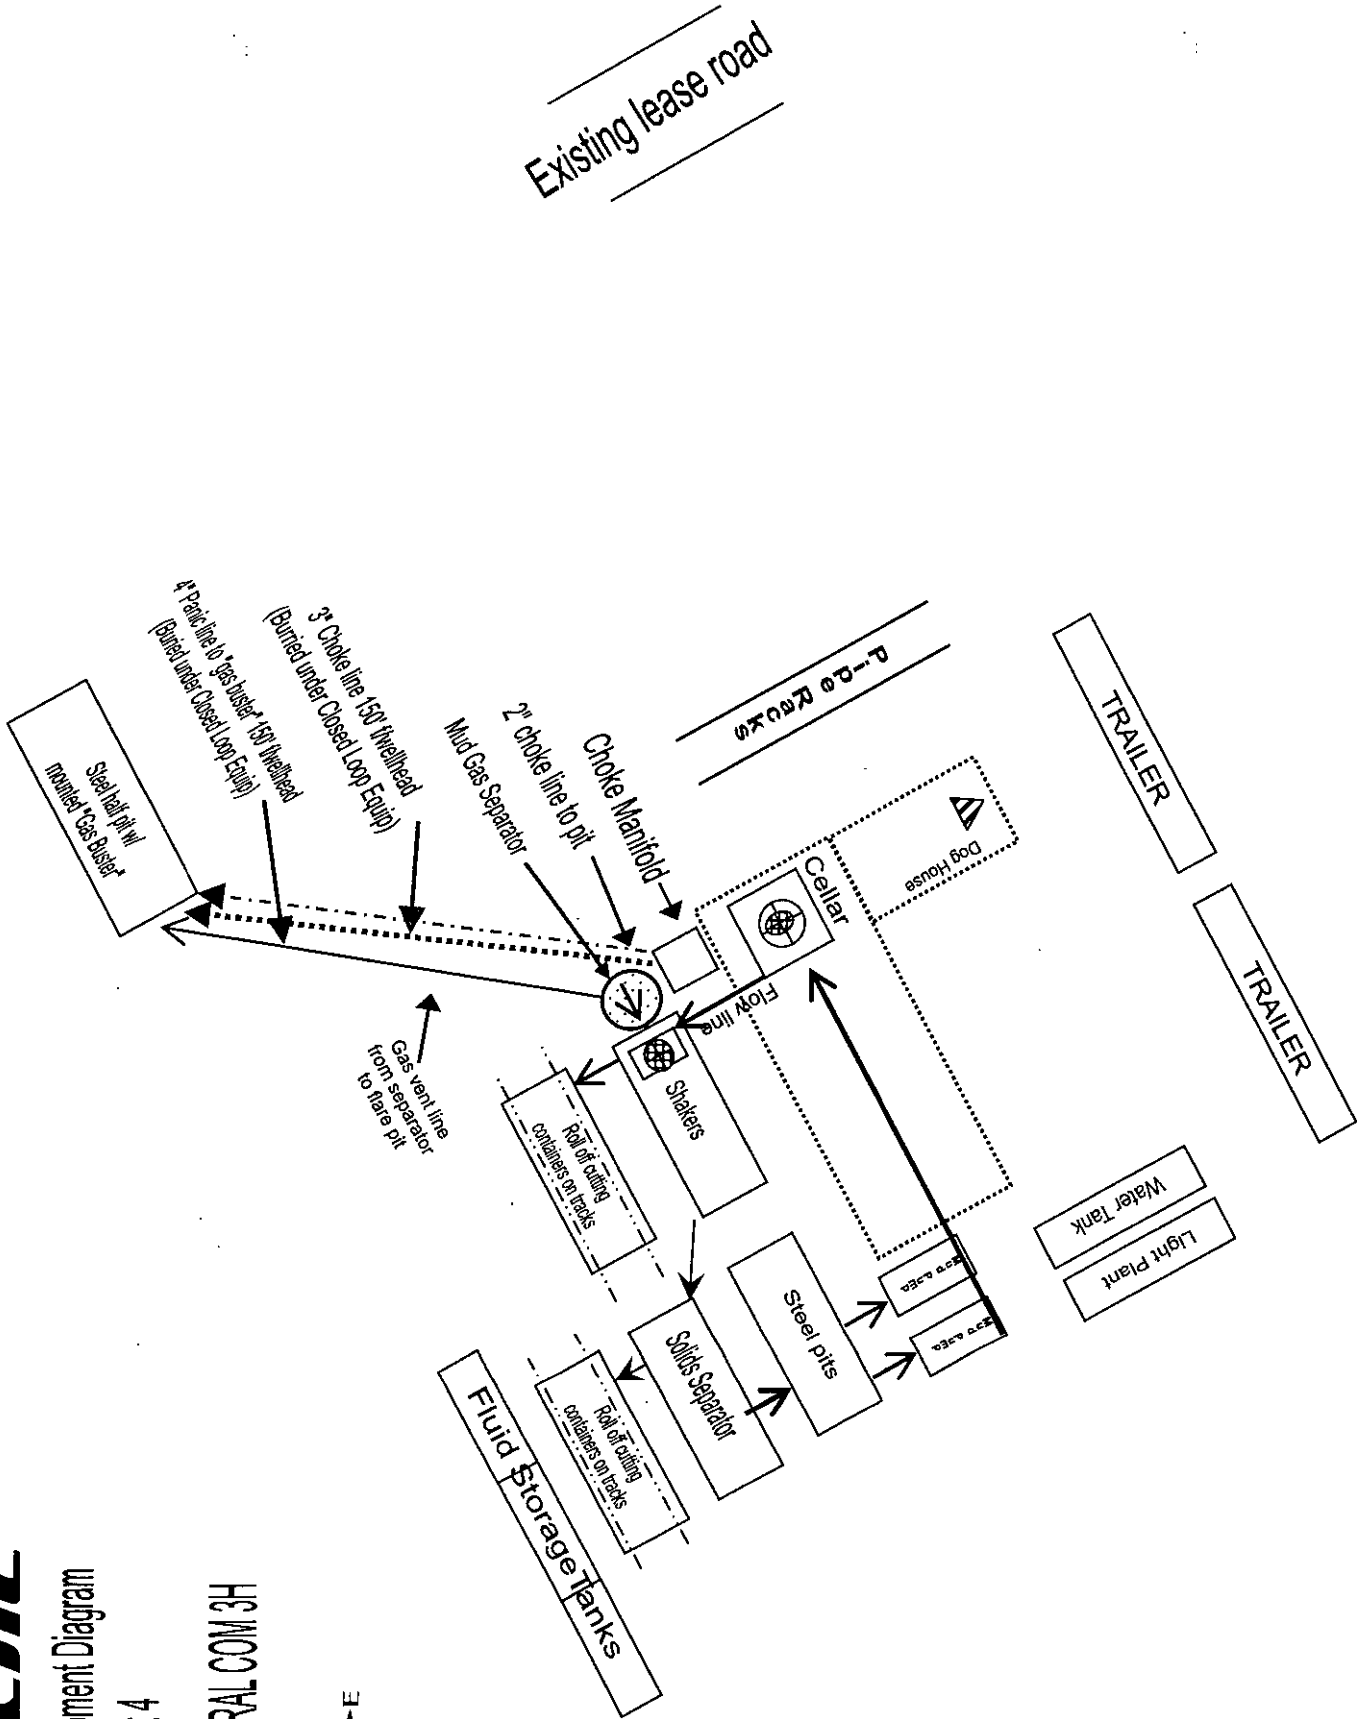 Existing lease road
4" Panic line to "gas buster" 150' f/wellhead
(Buried under Closed Loop Equip)
3" Choke line 150' f/wellhead
(Burried under Closed Loop Equip)
2" choke line to pit
Mud Gas Separator
Choke Manifold
Pipe Racks
TRAILER
TRAILER
Steel half pit w/
mounted "Gas Buster"
Dog House
Cellar
Flow line
Gas vent line
from separator
to flare pit
Shakers
Roll off cutting
containers on tracks
Water Tank
Light Plant
Steel pits
Solids Separator
Roll off cutting
containers on tracks
Fluid Storage Tanks
Diagram
4
COM 3H
E